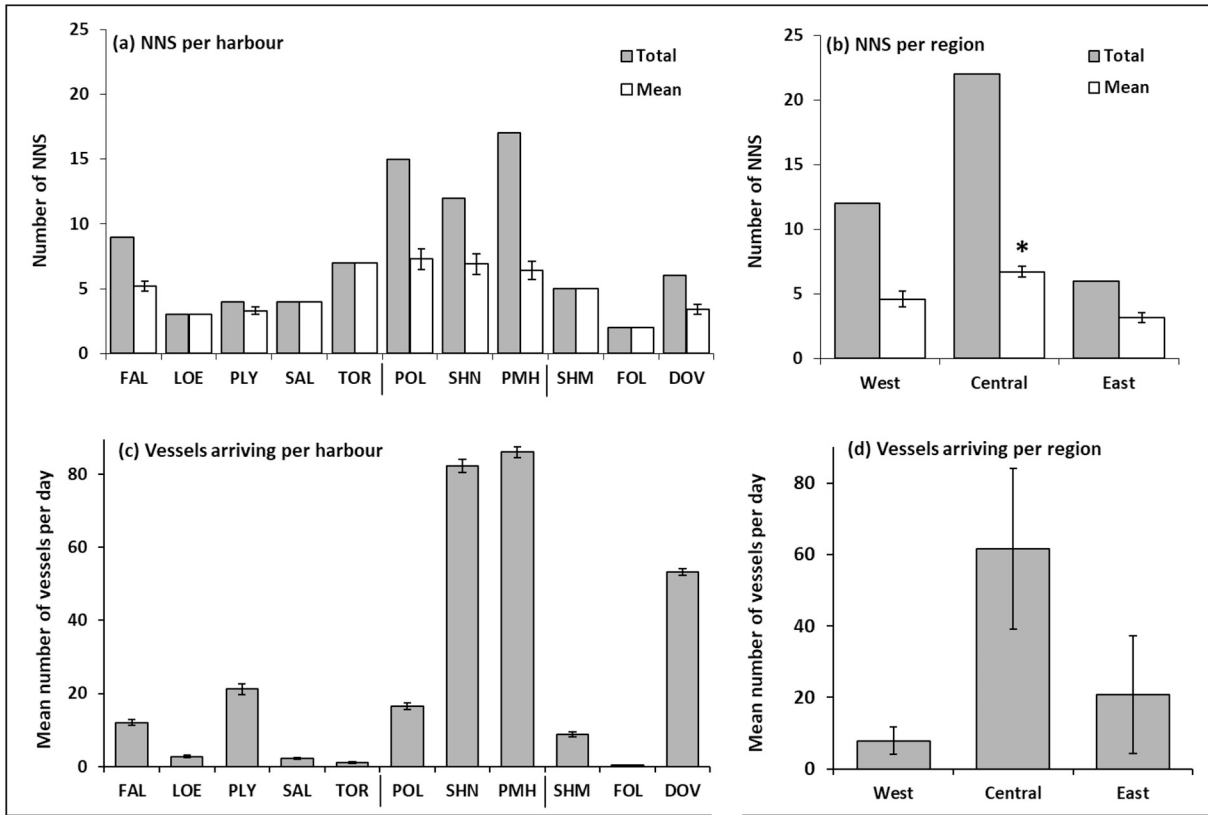 (a) NNS per harbour
Total
Mean
Number of NNS
25
20
15
10
5
0
FAL LOE PLY SAL TOR POL SHN PMH SHM FOL DOV
(b) NNS per region
Total
Mean
Number of NNS
25
20
15
10
5
0
*
West Central East
(c) Vessels arriving per harbour
Mean number of vessels per day
80
60
40
20
0
FAL LOE PLY SAL TOR POL SHN PMH SHM FOL DOV
(d) Vessels arriving per region
Mean number of vessels per day
80
60
40
20
0
West Central East